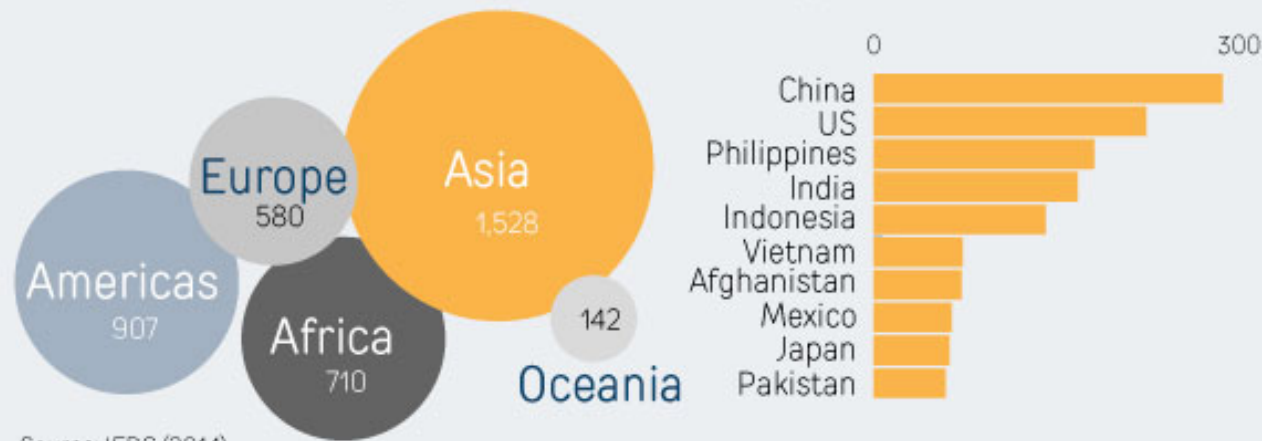 Europe
580
Asia
1,528
Americas
907
Africa
710
142
Oceania
0 300
China
US
Philippines
India
Indonesia
Vietnam
Afghanistan
Mexico
Japan
Pakistan